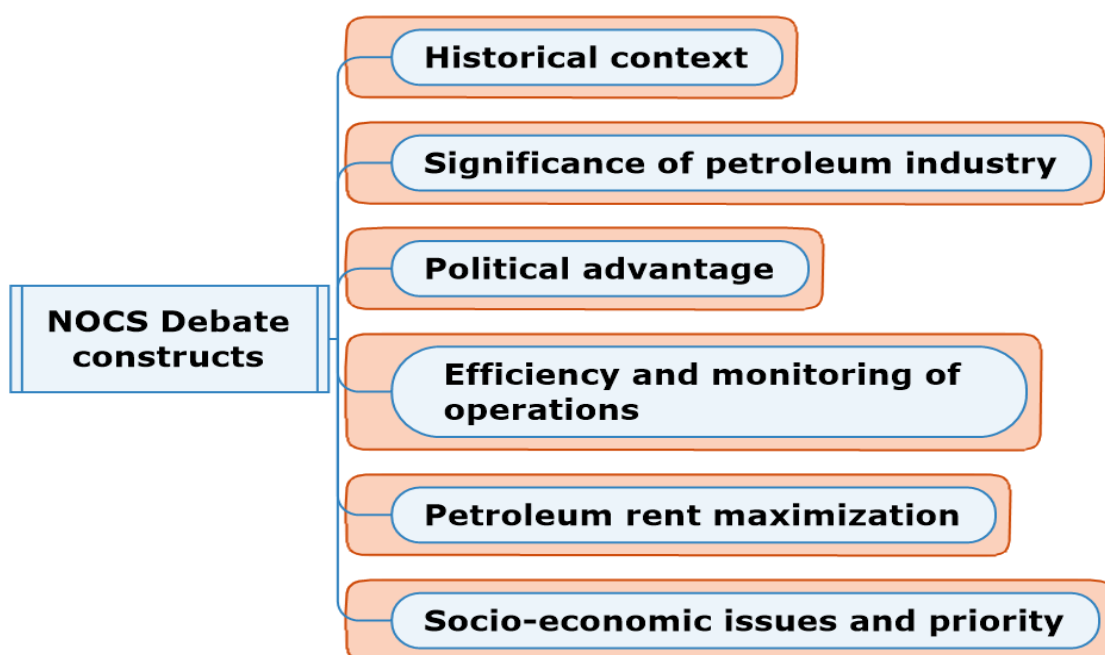 Historical context
Significance of petroleum industry
Political advantage
NOCS Debate
constructs
Efficiency and monitoring of
operations
Petroleum rent maximization
Socio-economic issues and priority